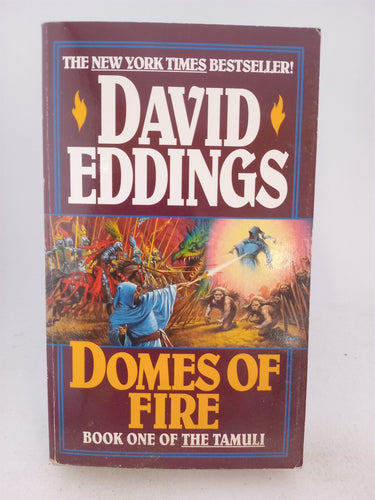 THE NEW YORK TIMES BESTSELLER!
DAVID
EDDINGS
DOMES OF
FIRE
BOOK ONE OF THE TAMULI